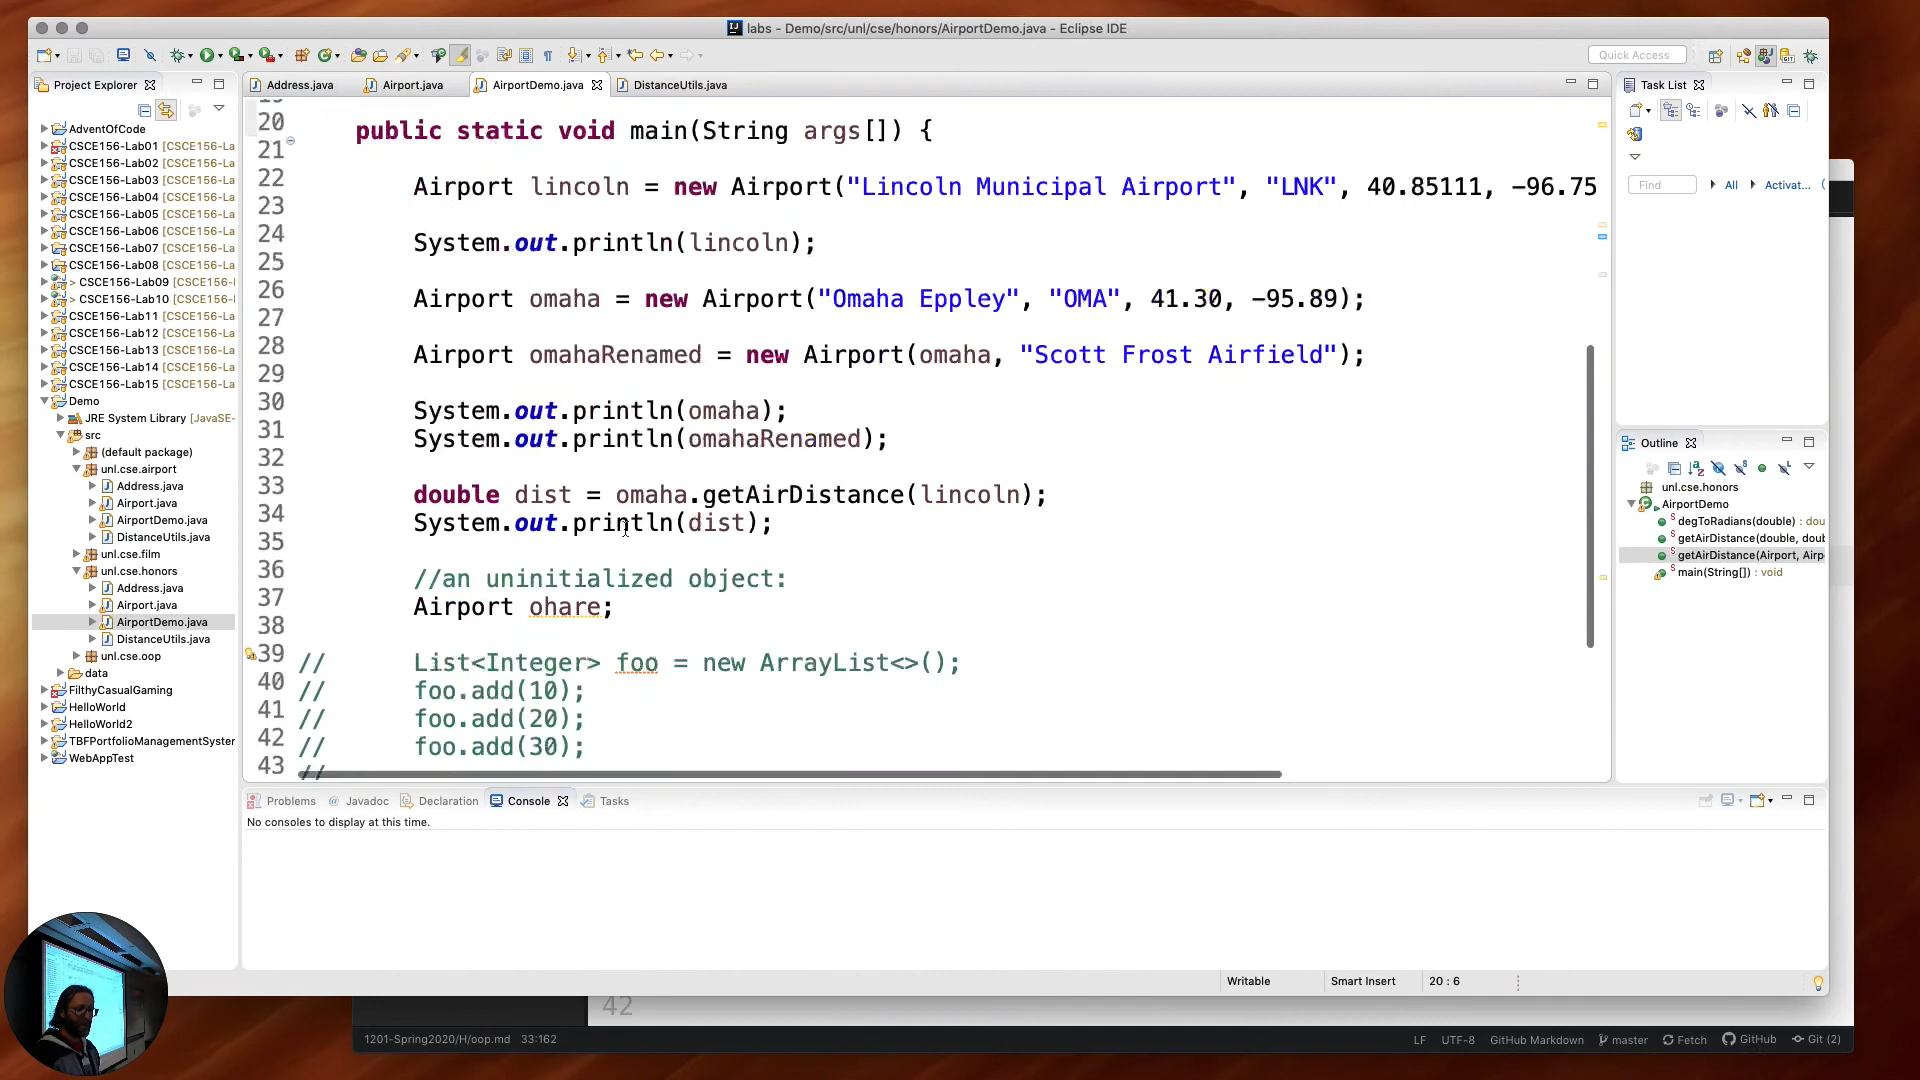 labs - Demo/src/unl/cse/honors/AirportDemo.java - Eclipse IDE
Quick Access
Project Explorer
Address.java
Airport.java
AirportDemo.java
DistanceUtils.java
Task List
Find
All
Activat...
AdventOfCode
CSCE156-Lab01 [CSCE156-La
CSCE156-Lab02 [CSCE156-La
CSCE156-Lab03 [CSCE156-La
CSCE156-Lab04 [CSCE156-La
CSCE156-Lab05 [CSCE156-La
CSCE156-Lab06 [CSCE156-La
CSCE156-Lab07 [CSCE156-La
CSCE156-Lab08 [CSCE156-La
> CSCE156-Lab09 [CSCE156-l
> CSCE156-Lab10 [CSCE156-l
CSCE156-Lab11 [CSCE156-La
CSCE156-Lab12 [CSCE156-La
CSCE156-Lab13 [CSCE156-La
CSCE156-Lab14 [CSCE156-La
CSCE156-Lab15 [CSCE156-La
Demo
JRE System Library [JavaSE-
src
(default package)
unl.cse.airport
Address.java
Airport.java
AirportDemo.java
DistanceUtils.java
unl.cse.film
unl.cse.honors
Address.java
Airport.java
AirportDemo.java
DistanceUtils.java
unl.cse.oop
data
FilthyCasualGaming
HelloWorld
HelloWorld2
TBFPortfolioManagementSyster
WebAppTest
20
public static void main(String args[]) {
21
22
Airport lincoln = new Airport("Lincoln Municipal Airport", "LNK", 40.85111, -96.75
23
24
System.out.println(lincoln);
25
26
Airport omaha = new Airport("Omaha Eppley", "OMA", 41.30, -95.89);
27
28
Airport omahaRenamed = new Airport(omaha, "Scott Frost Airfield");
29
30
System.out.println(omaha);
31
System.out.println(omahaRenamed);
32
33
double dist = omaha.getAirDistance(lincoln);
34
System.out.println(dist);
35
36
//an uninitialized object:
37
Airport ohare;
38
39
// List<Integer> foo = new ArrayList<>();
40
// foo.add(10);
41
// foo.add(20);
42
// foo.add(30);
43
//
Outline
unl.cse.honors
AirportDemo
degToRadians(double) : dou
getAirDistance(double, doub
getAirDistance(Airport, Airp
main(String[]) : void
Problems
@ Javadoc
Declaration
Console
Tasks
No consoles to display at this time.
Writable
Smart Insert
20 : 6
42
1201-Spring2020/H/oop.md
33:162
LF
UTF-8
GitHub Markdown
master
Fetch
GitHub
Git (2)